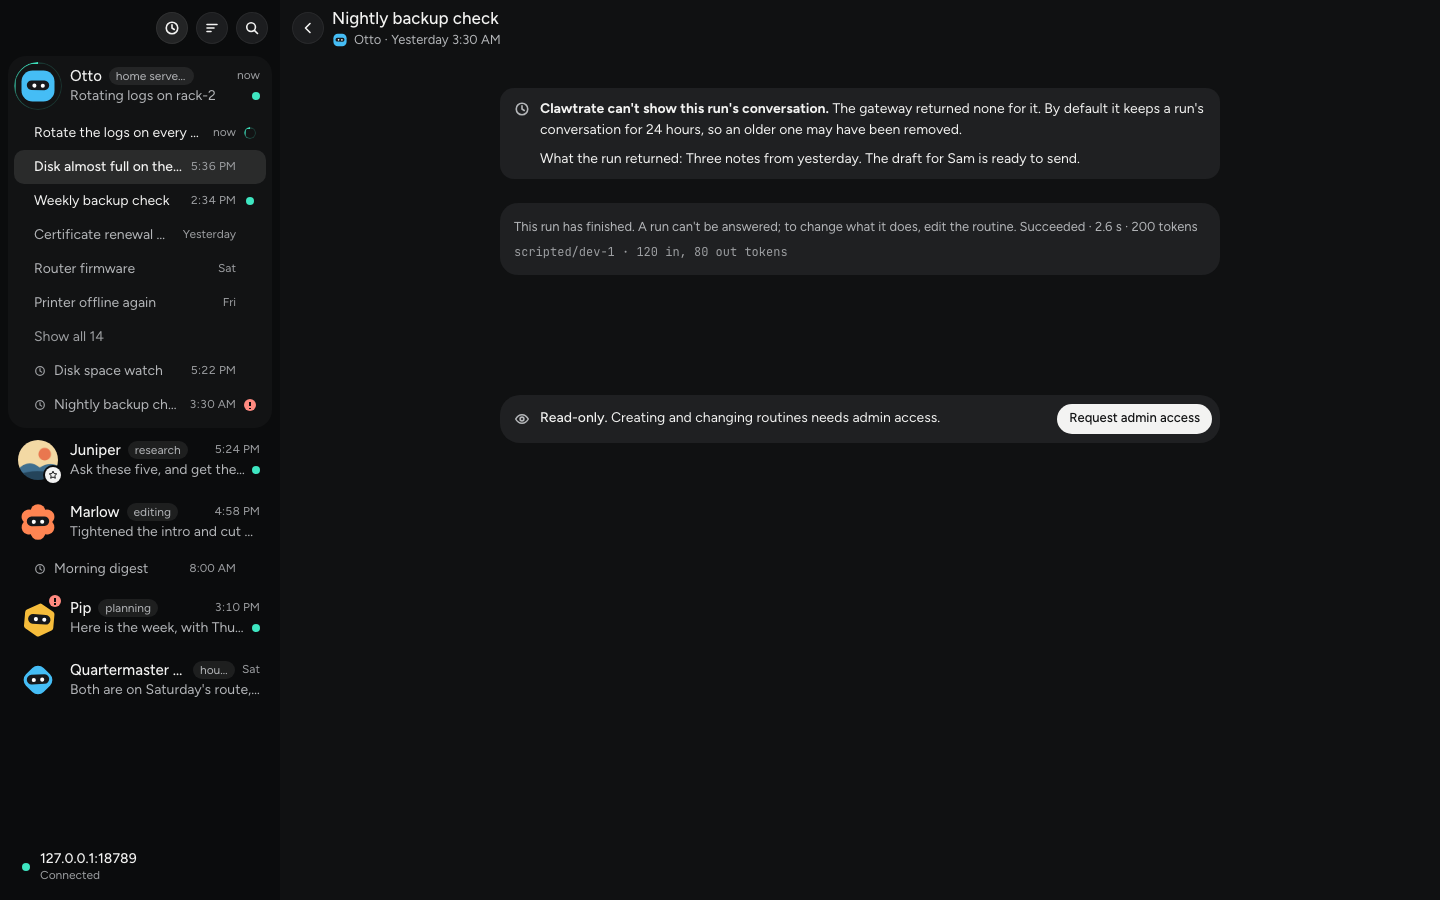 Nightly backup check
Otto · Yesterday 3:30 AM
Otto home serve... now
Rotating logs on rack-2
Rotate the logs on every ... now
Disk almost full on the... 5:36 PM
Weekly backup check 2:34 PM
Certificate renewal ... Yesterday
Router firmware Sat
Printer offline again Fri
Show all 14
Disk space watch 5:22 PM
Nightly backup ch... 3:30 AM
Juniper research 5:24 PM
Ask these five, and get the...
Marlow editing 4:58 PM
Tightened the intro and cut ...
Morning digest 8:00 AM
Pip planning 3:10 PM
Here is the week, with Thu...
Quartermaster ... hou... Sat
Both are on Saturday's route,...
127.0.0.1:18789
Connected
Clawtrate can't show this run's conversation. The gateway returned none for it. By default it keeps a run's
conversation for 24 hours, so an older one may have been removed.
What the run returned: Three notes from yesterday. The draft for Sam is ready to send.
This run has finished. A run can't be answered; to change what it does, edit the routine. Succeeded · 2.6 s · 200 tokens
scripted/dev-1 · 120 in, 80 out tokens
Read-only. Creating and changing routines needs admin access.
Request admin access